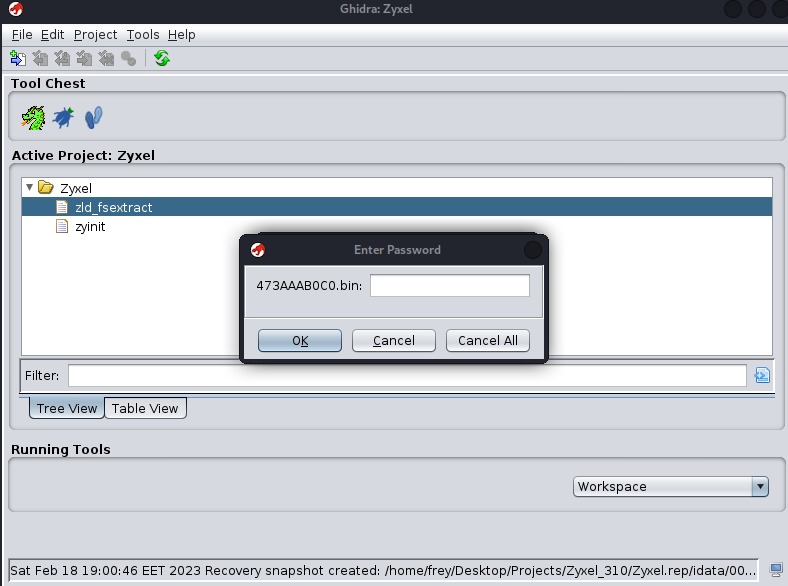 Ghidra: Zyxel
File Edit Project Tools Help
Tool Chest
Active Project: Zyxel
Zyxel
zld_fsextract
zyinit
Enter Password
473AAAB0C0.bin:
OK Cancel Cancel All
Filter:
Tree View Table View
Running Tools
Workspace
Sat Feb 18 19:00:46 EET 2023 Recovery snapshot created: /home/frey/Desktop/Projects/Zyxel_310/Zyxel.rep/idata/00...